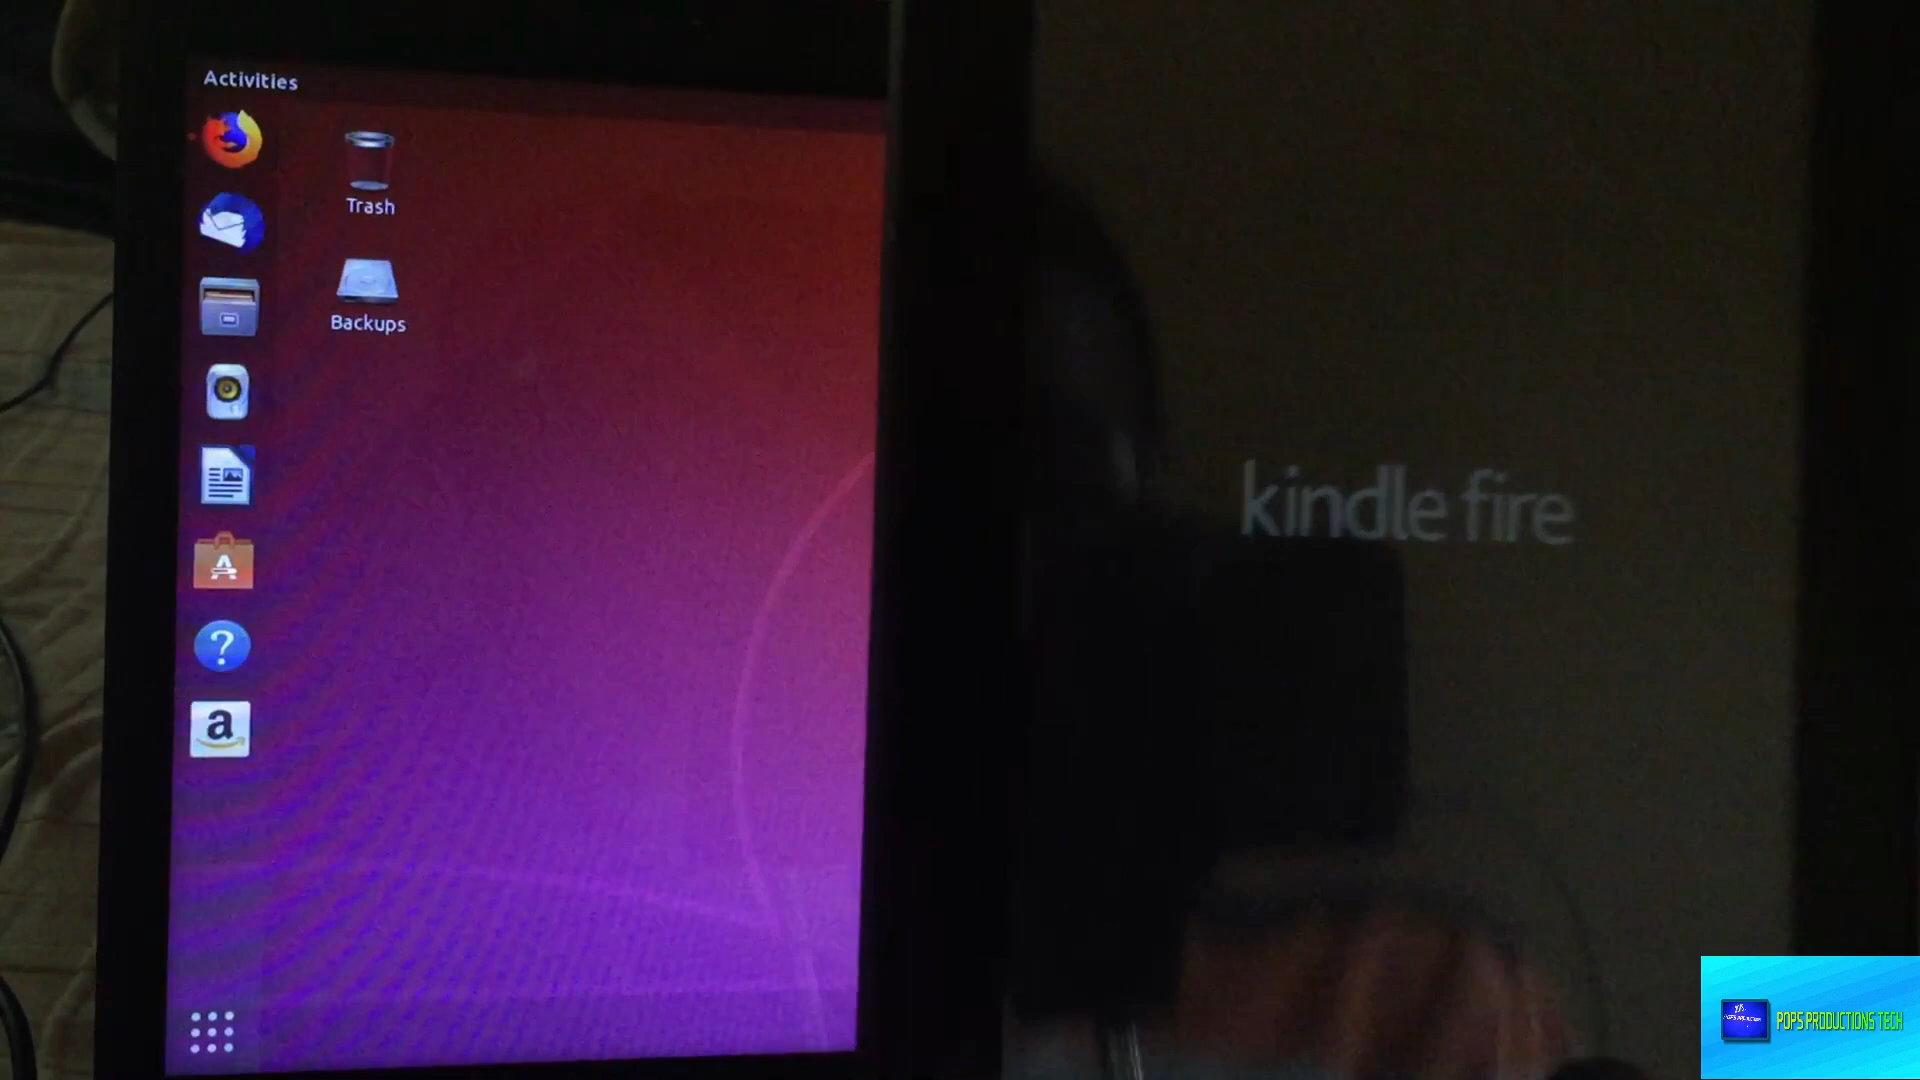 Activities
Trash
Backups
a
kindle fire
POPS PRODUCTIONS TECH